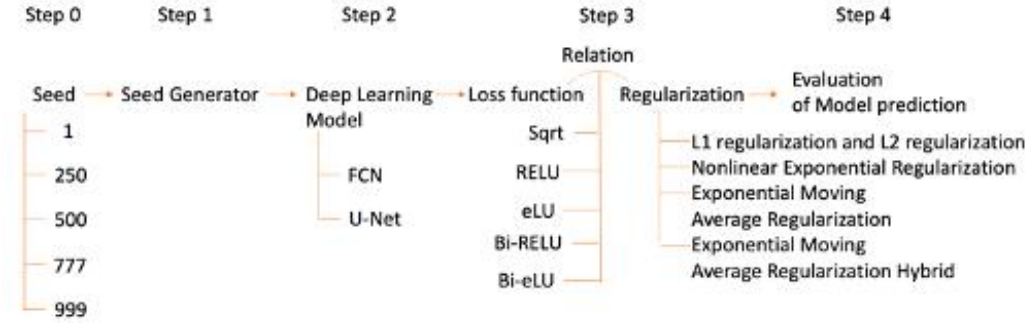 Step 0 Step 1 Step 2 Step 3 Step 4
Relation
Seed Seed Generator Deep Learning Model Loss function Regularization Evaluation of Model prediction
1
250
500
777
999
FCN
U-Net
Sqrt
RELU
eLU
Bi-RELU
Bi-eLU
L1 regularization and L2 regularization
Nonlinear Exponential Regularization
Exponential Moving
Average Regularization
Exponential Moving
Average Regularization Hybrid